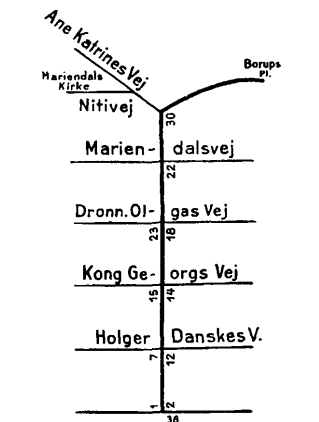 Ane Katrines Vej
Borups
Pl.
Mariendals
Kirke
Nitivej
30
Marien- dalsvej
22
Dronn. Ol- gas Vej
23 18
Kong Ge- orgs Vej
15 14
Holger Danskes V.
7 12
1 2
36